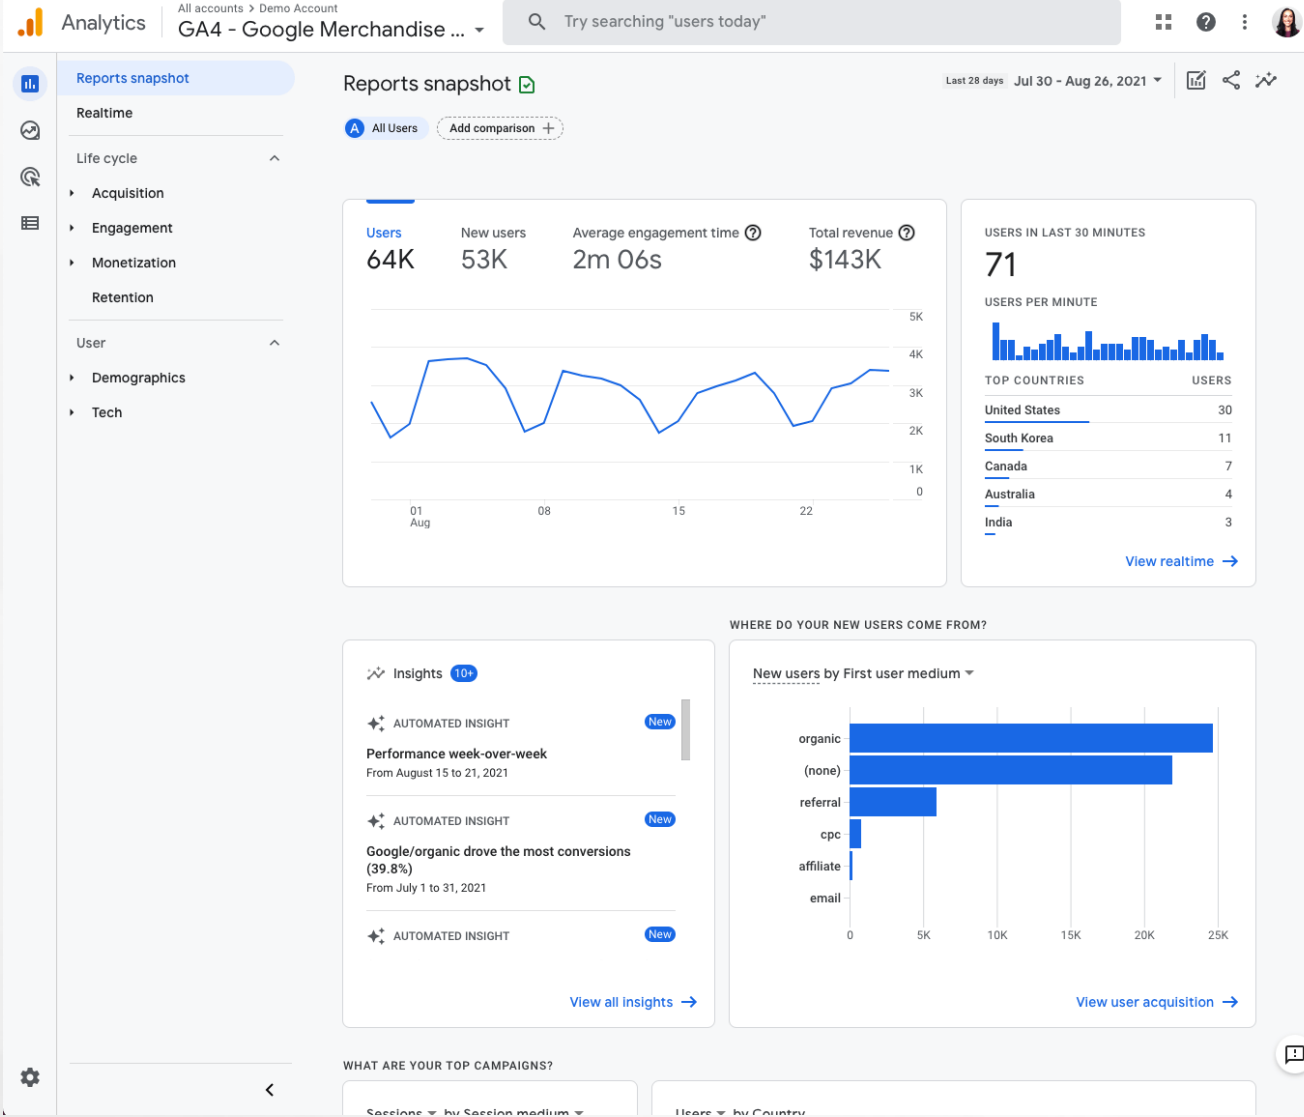 All accounts > Demo Account
Analytics
GA4 - Google Merchandise ...
Try searching "users today"
Reports snapshot
Realtime
Life cycle
Acquisition
Engagement
Monetization
Retention
User
Demographics
Tech
Reports snapshot
Last 28 days Jul 30 - Aug 26, 2021
A All Users
Add comparison +
Users
64K
New users
53K
Average engagement time
2m 06s
Total revenue
$143K
5K
4K
3K
2K
1K
0
01
Aug
08
15
22
USERS IN LAST 30 MINUTES
71
USERS PER MINUTE
TOP COUNTRIES USERS
United States 30
South Korea 11
Canada 7
Australia 4
India 3
View realtime
Insights 10+
AUTOMATED INSIGHT New
Performance week-over-week
From August 15 to 21, 2021
AUTOMATED INSIGHT New
Google/organic drove the most conversions
(39.8%)
From July 1 to 31, 2021
AUTOMATED INSIGHT New
View all insights
WHERE DO YOUR NEW USERS COME FROM?
New users by First user medium
organic
(none)
referral
cpc
affiliate
email
0 5K 10K 15K 20K 25K
View user acquisition
WHAT ARE YOUR TOP CAMPAIGNS?
Sessions by Session medium
Users by Country